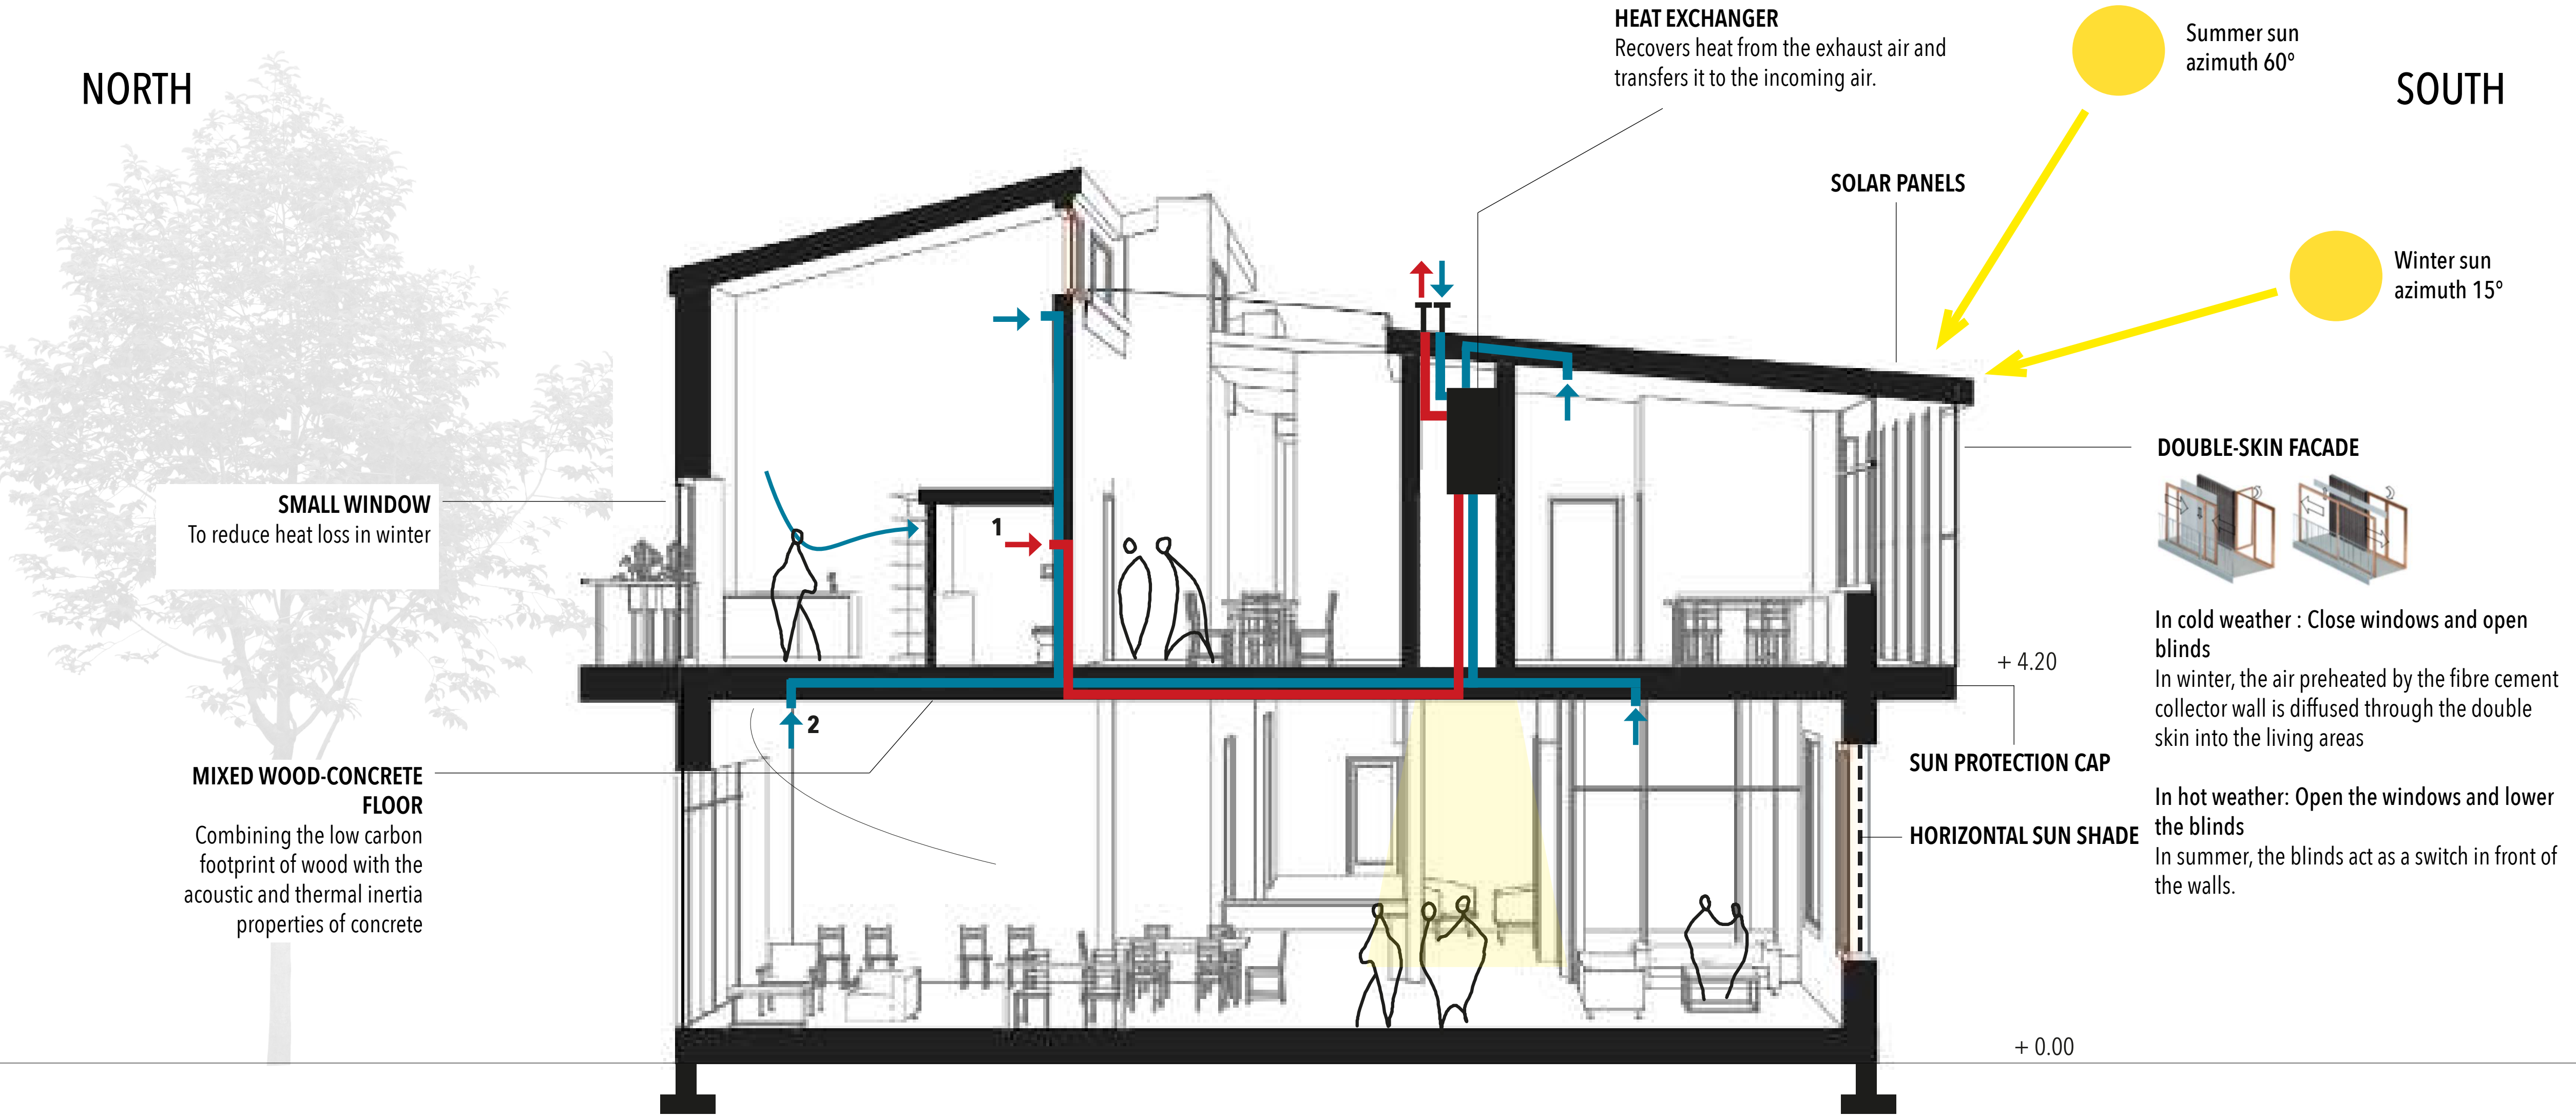 NORTH
HEAT EXCHANGER
Recovers heat from the exhaust air and
transfers it to the incoming air.
Summer sun
azimuth 60°
SOUTH
SOLAR PANELS
Winter sun
azimuth 15°
SMALL WINDOW
To reduce heat loss in winter
1
2
MIXED WOOD-CONCRETE
FLOOR
Combining the low carbon
footprint of wood with the
acoustic and thermal inertia
properties of concrete
DOUBLE-SKIN FACADE
In cold weather : Close windows and open
blinds
In winter, the air preheated by the fibre cement
collector wall is diffused through the double
skin into the living areas
In hot weather: Open the windows and lower
the blinds
In summer, the blinds act as a switch in front of
the walls.
+ 4.20
SUN PROTECTION CAP
HORIZONTAL SUN SHADE
+ 0.00